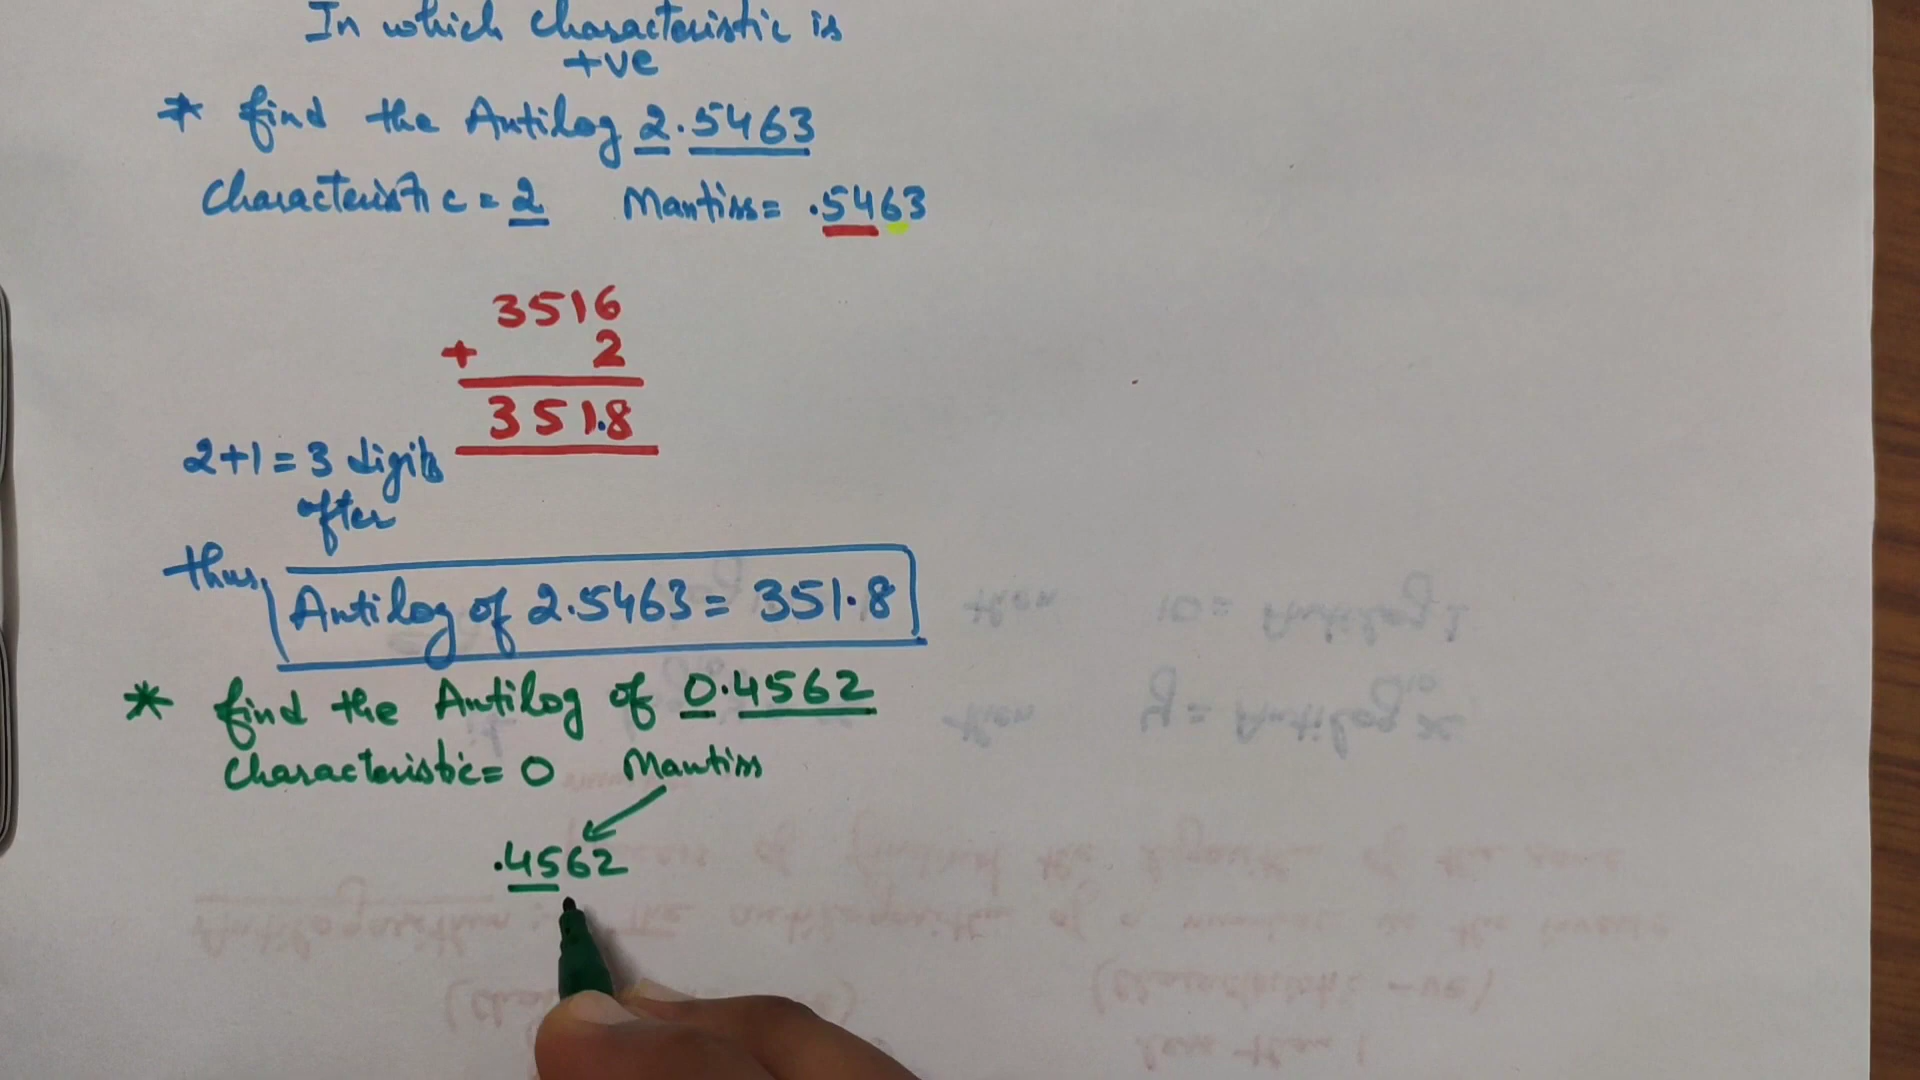 In which characteristic is
+ve
* find the Antilog 2.5463
Characteristic = 2 Mantiss = .5463
3516
+ 2
351.8
2+1 = 3 digits
after
thus,
Antilog of 2.5463 = 351.8
* find the Antilog of 0.4562
Characteristic = 0 Mantiss
.4562